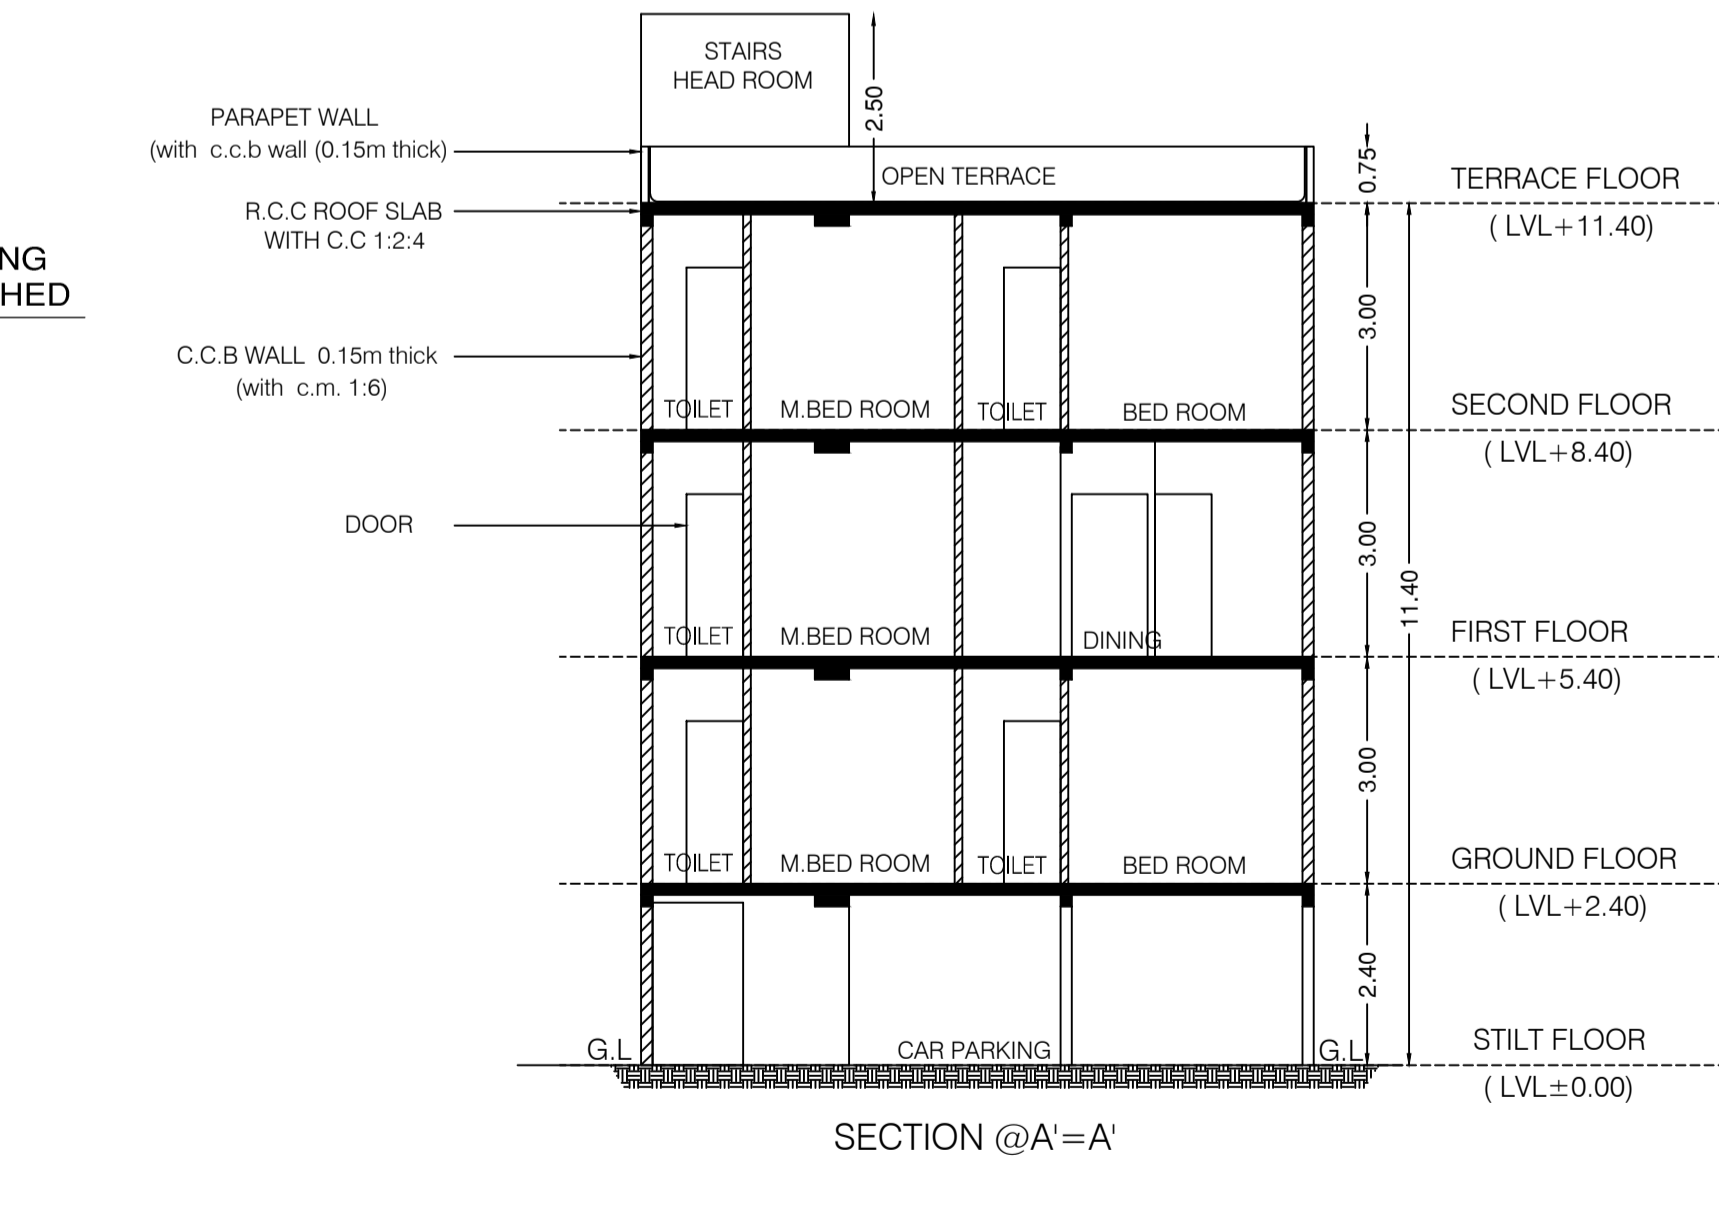 STAIRS
HEAD ROOM
2.50
PARAPET WALL
(with c.c.b wall (0.15m thick)
0.75
OPEN TERRACE
TERRACE FLOOR
( LVL+11.40)
R.C.C ROOF SLAB
WITH C.C 1:2:4
NG
HED
3.00
C.C.B WALL 0.15m thick
(with c.m. 1:6)
TOILET M.BED ROOM TOILET BED ROOM
SECOND FLOOR
( LVL+8.40)
DOOR
3.00
11.40
TOILET M.BED ROOM DINING
FIRST FLOOR
( LVL+5.40)
3.00
TOILET M.BED ROOM TOILET BED ROOM
GROUND FLOOR
( LVL+2.40)
2.40
G.L CAR PARKING G.L
STILT FLOOR
( LVL±0.00)
SECTION @A'=A'